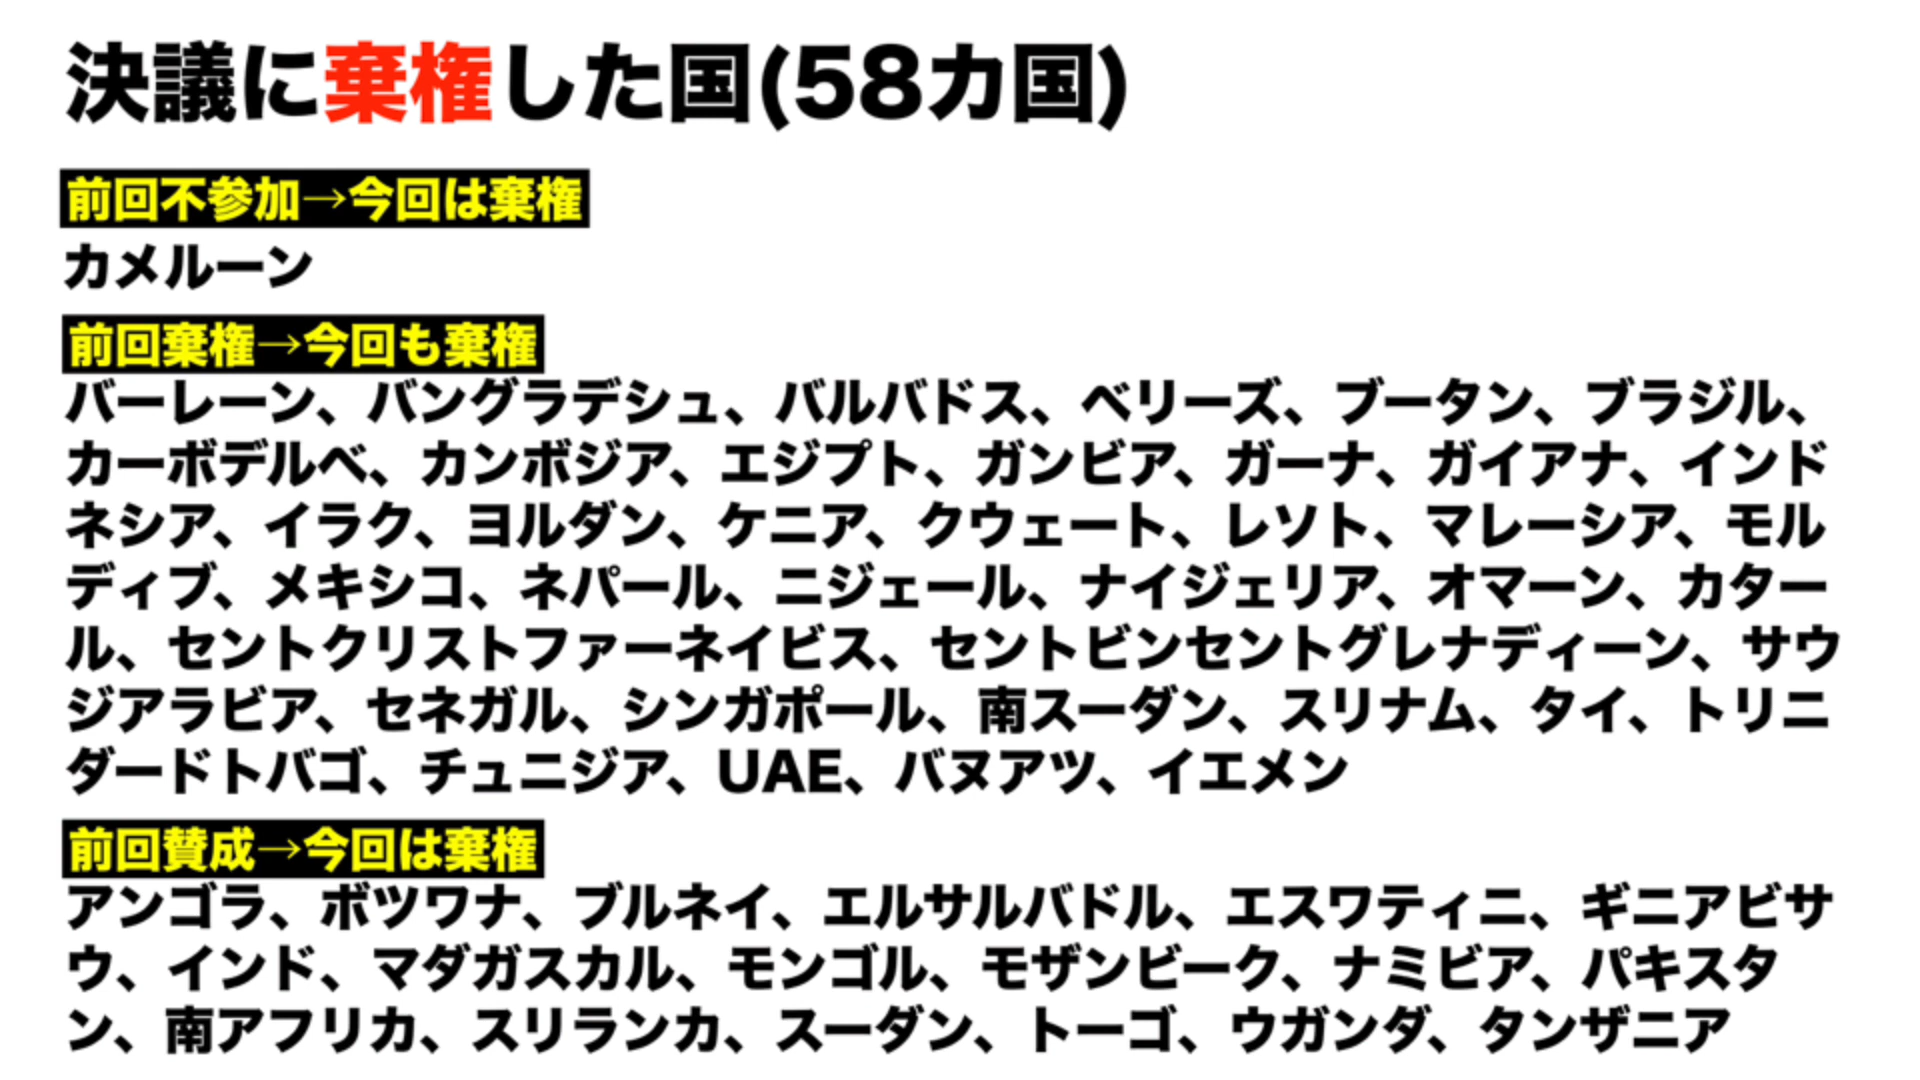 決議に棄権した国(58カ国)
前回不参加→今回は棄権
カメルーン
前回棄権→今回も棄権
バーレーン、バングラデシュ、バルバドス、ベリーズ、ブータン、ブラジル、
カーボデルべ、カンボジア、エジプト、ガンビア、ガーナ、ガイアナ、インド
ネシア、イラク、ヨルダン、ケニア、クウェート、レソト、マレーシア、モル
ディブ、メキシコ、ネパール、ニジェール、ナイジェリア、オマーン、カター
ル、セントクリストファーネイビス、セントビンセントグレナディーン、サウ
ジアラビア、セネガル、シンガポール、南スーダン、スリナム、タイ、トリニ
ダードトバゴ、チュニジア、UAE、バヌアツ、イエメン
前回賛成→今回は棄権
アンゴラ、ボツワナ、ブルネイ、エルサルバドル、エスワティニ、ギニアビサ
ウ、インド、マダガスカル、モンゴル、モザンビーク、ナミビア、パキスタ
ン、南アフリカ、スリランカ、スーダン、トーゴ、ウガンダ、タンザニア